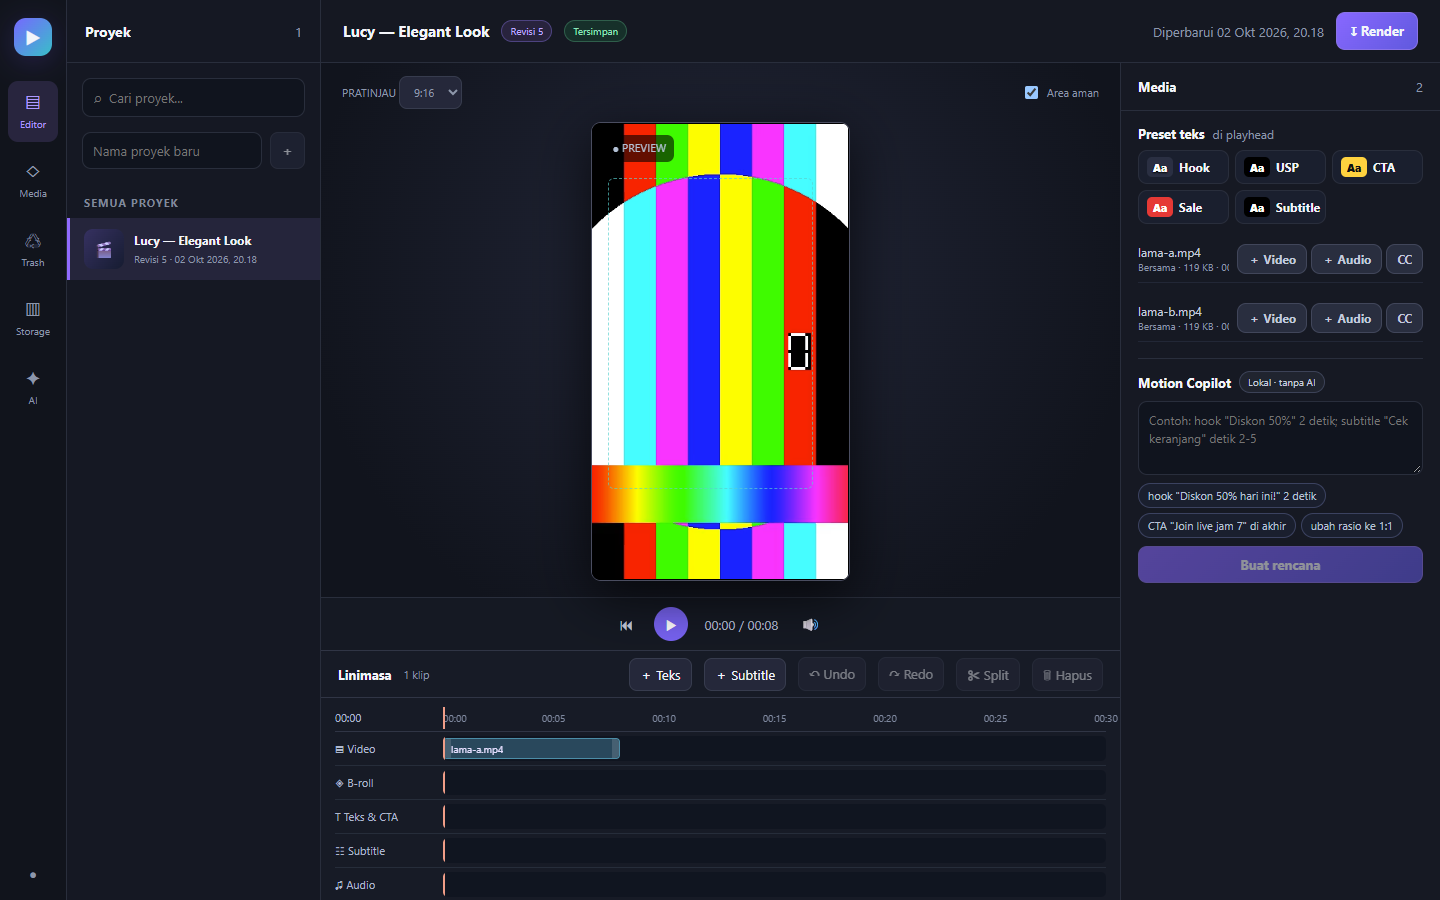 Editor
Media
Trash
Storage
AI
Proyek
1
Cari proyek...
Nama proyek baru
+
SEMUA PROYEK
Lucy — Elegant Look
Revisi 5 · 02 Okt 2026, 20.18
Lucy — Elegant Look
Revisi 5
Tersimpan
Diperbarui 02 Okt 2026, 20.18
Render
PRATINJAU
9:16
Area aman
PREVIEW
00:00 / 00:08
Linimasa
1 klip
+ Teks
+ Subtitle
Undo
Redo
Split
Hapus
00:00
00:00
00:05
00:10
00:15
00:20
00:25
00:30
Video
lama-a.mp4
B-roll
T Teks & CTA
Subtitle
Audio
Media
2
Preset teks di playhead
Aa Hook
Aa USP
Aa CTA
Aa Sale
Aa Subtitle
lama-a.mp4
Bersama · 119 KB ·
+ Video
+ Audio
CC
lama-b.mp4
Bersama · 119 KB ·
+ Video
+ Audio
CC
Motion Copilot
Lokal · tanpa AI
Contoh: hook "Diskon 50%" 2 detik; subtitle "Cek
keranjang" detik 2-5
hook "Diskon 50% hari ini!" 2 detik
CTA "Join live jam 7" di akhir
ubah rasio ke 1:1
Buat rencana